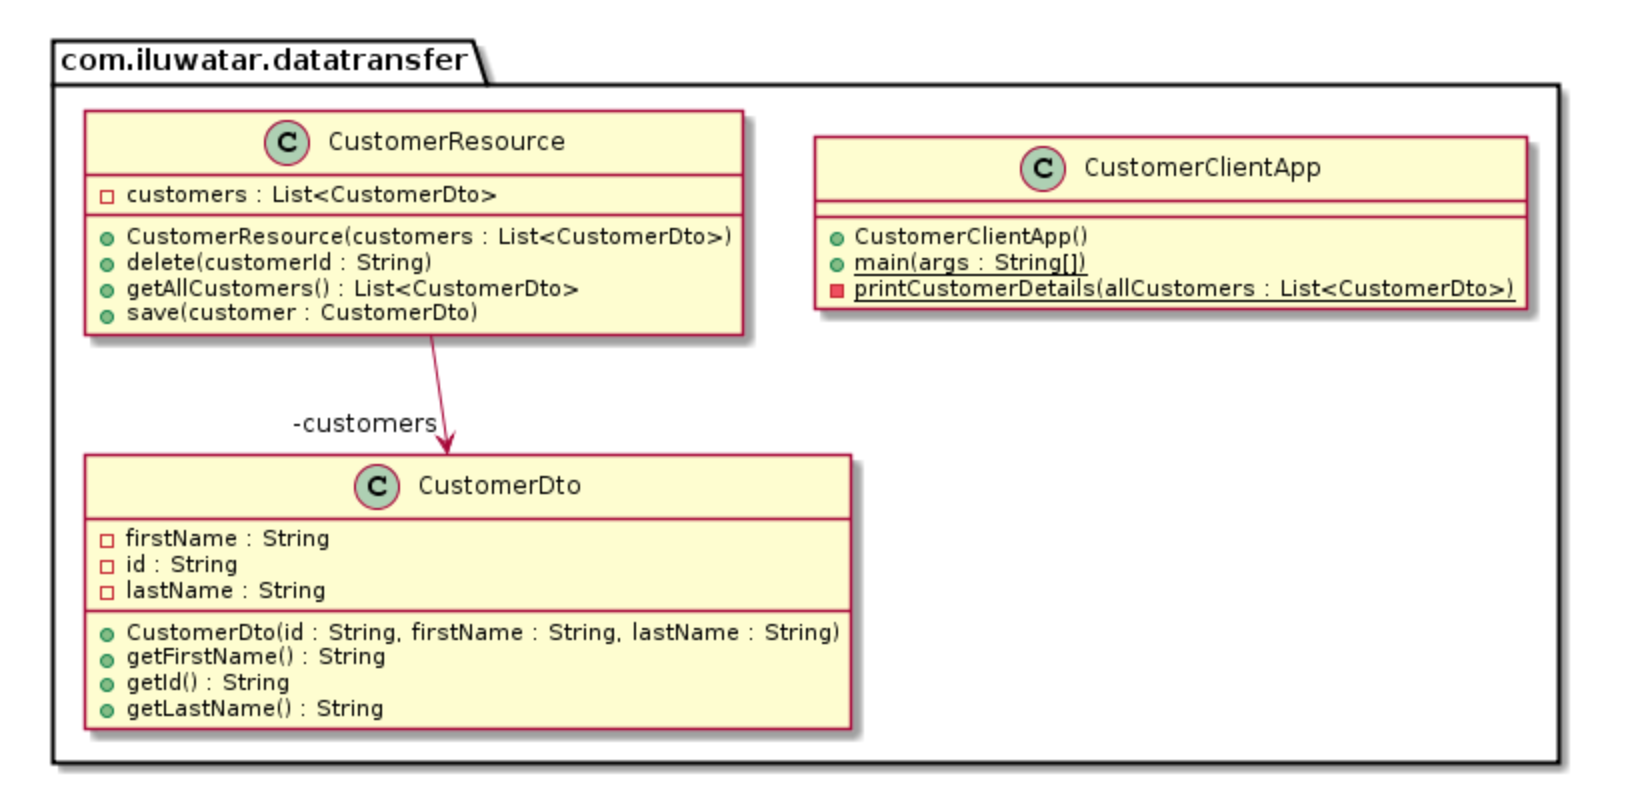 com.iluwatar.datatransfer
C CustomerResource
customers : List<CustomerDto>
CustomerResource(customers : List<CustomerDto>)
delete(customerId : String)
getAllCustomers() : List<CustomerDto>
save(customer : CustomerDto)
C CustomerClientApp
CustomerClientApp()
main(args : String[])
printCustomerDetails(allCustomers : List<CustomerDto>)
-customers
C CustomerDto
firstName : String
id : String
lastName : String
CustomerDto(id : String, firstName : String, lastName : String)
getFirstName() : String
getId() : String
getLastName() : String